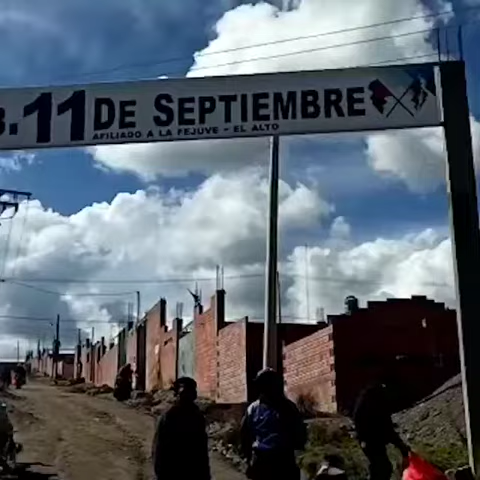 B. 11 DE SEPTIEMBRE
AFILIADO A LA FEJUVE - EL ALTO